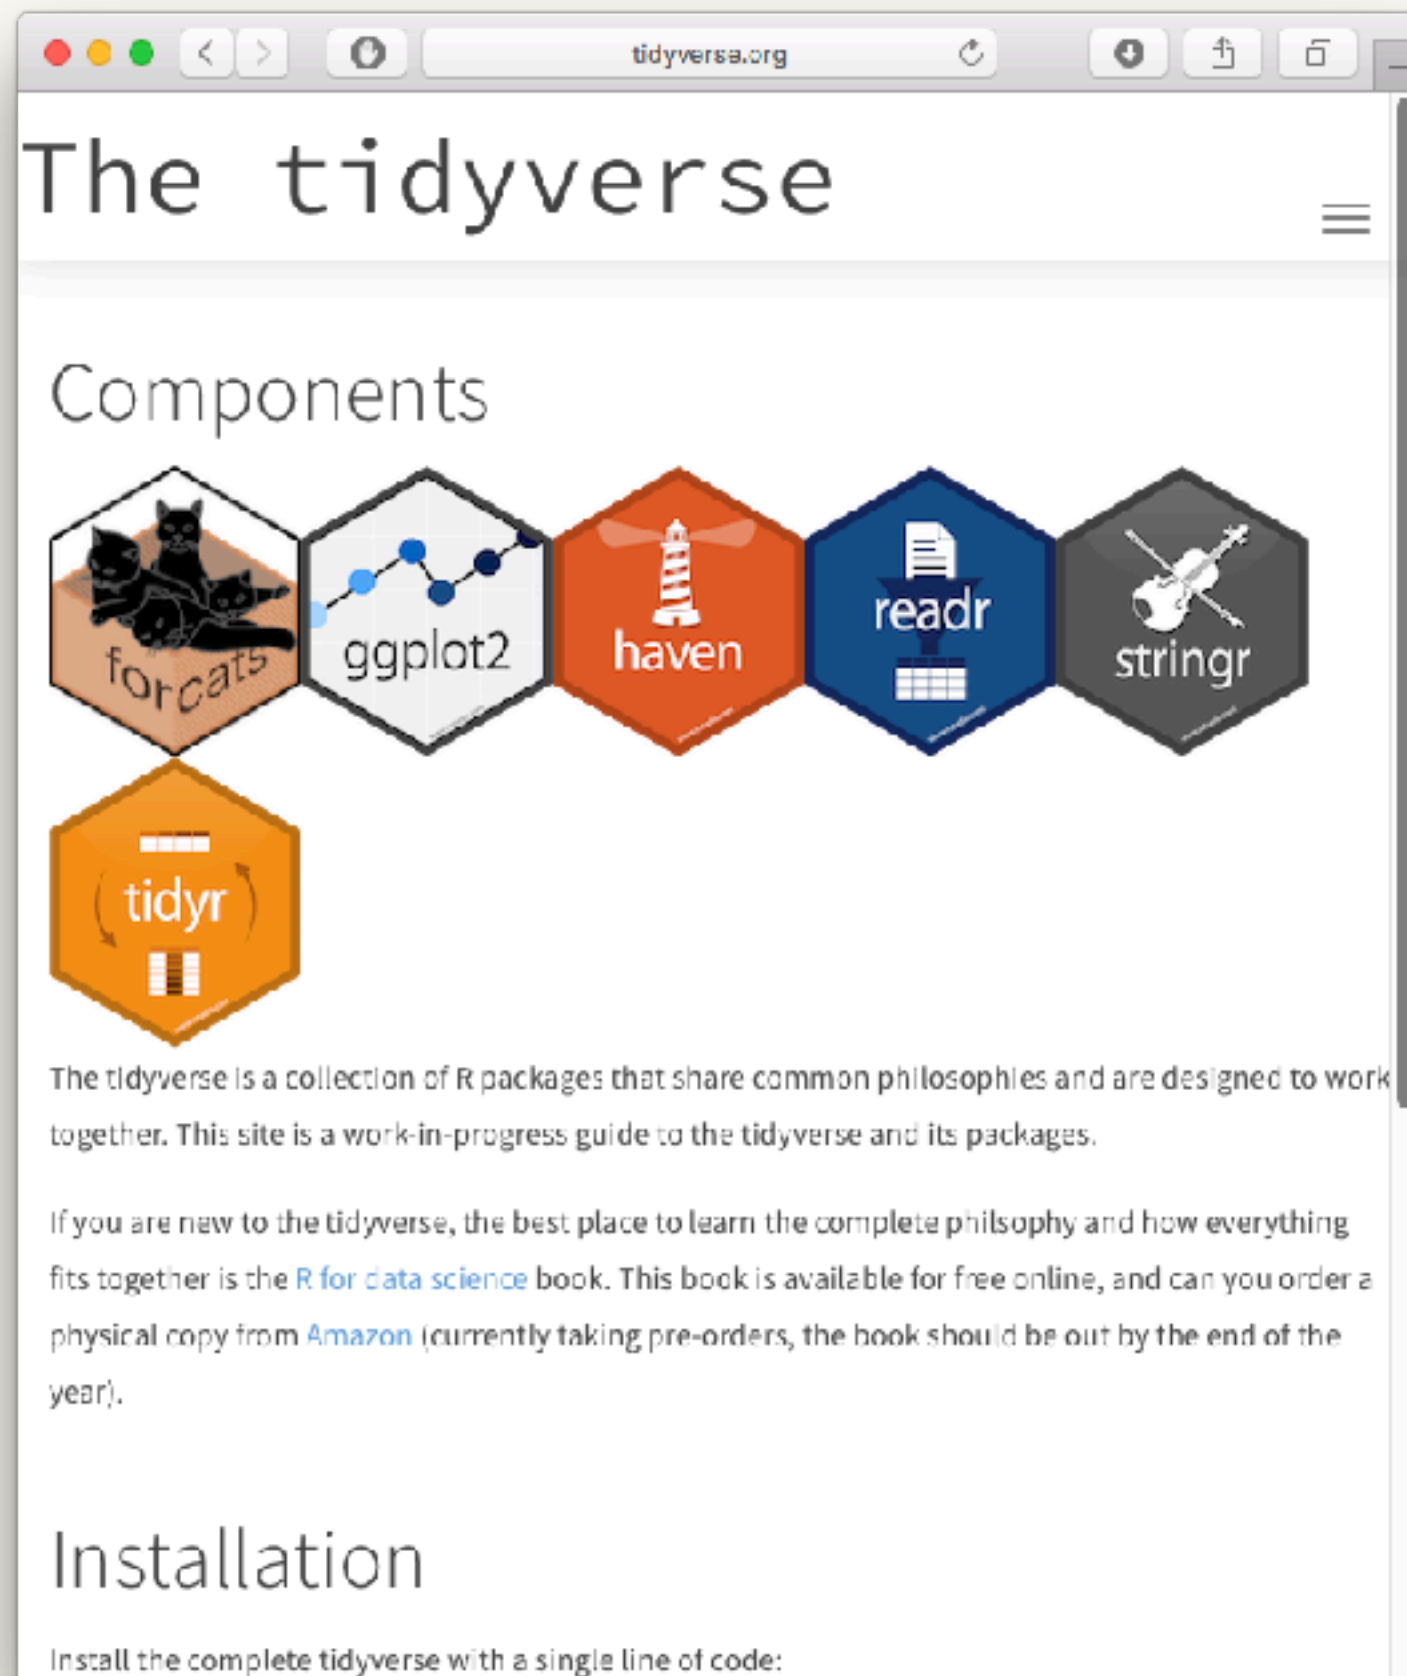 tidyverse.org
The tidyverse
Components
forcats
ggplot2
haven
readr
stringr
tidyr
The tidyverse is a collection of R packages that share common philosophies and are designed to work
together. This site is a work-in-progress guide to the tidyverse and its packages.
If you are new to the tidyverse, the best place to learn the complete philsophy and how everything
fits together is the R for data science book. This book is available for free online, and can you order a
physical copy from Amazon (currently taking pre-orders, the book should be out by the end of the
year).
Installation
Install the complete tidyverse with a single line of code: